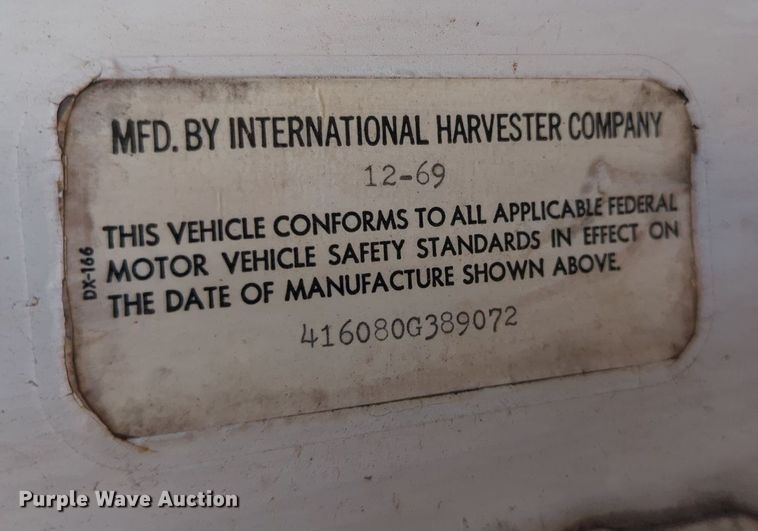 MFD. BY INTERNATIONAL HARVESTER COMPANY
12-69
THIS VEHICLE CONFORMS TO ALL APPLICABLE FEDERAL
MOTOR VEHICLE SAFETY STANDARDS IN EFFECT ON
THE DATE OF MANUFACTURE SHOWN ABOVE.
DX-166
416080G389072
Purple Wave Auction